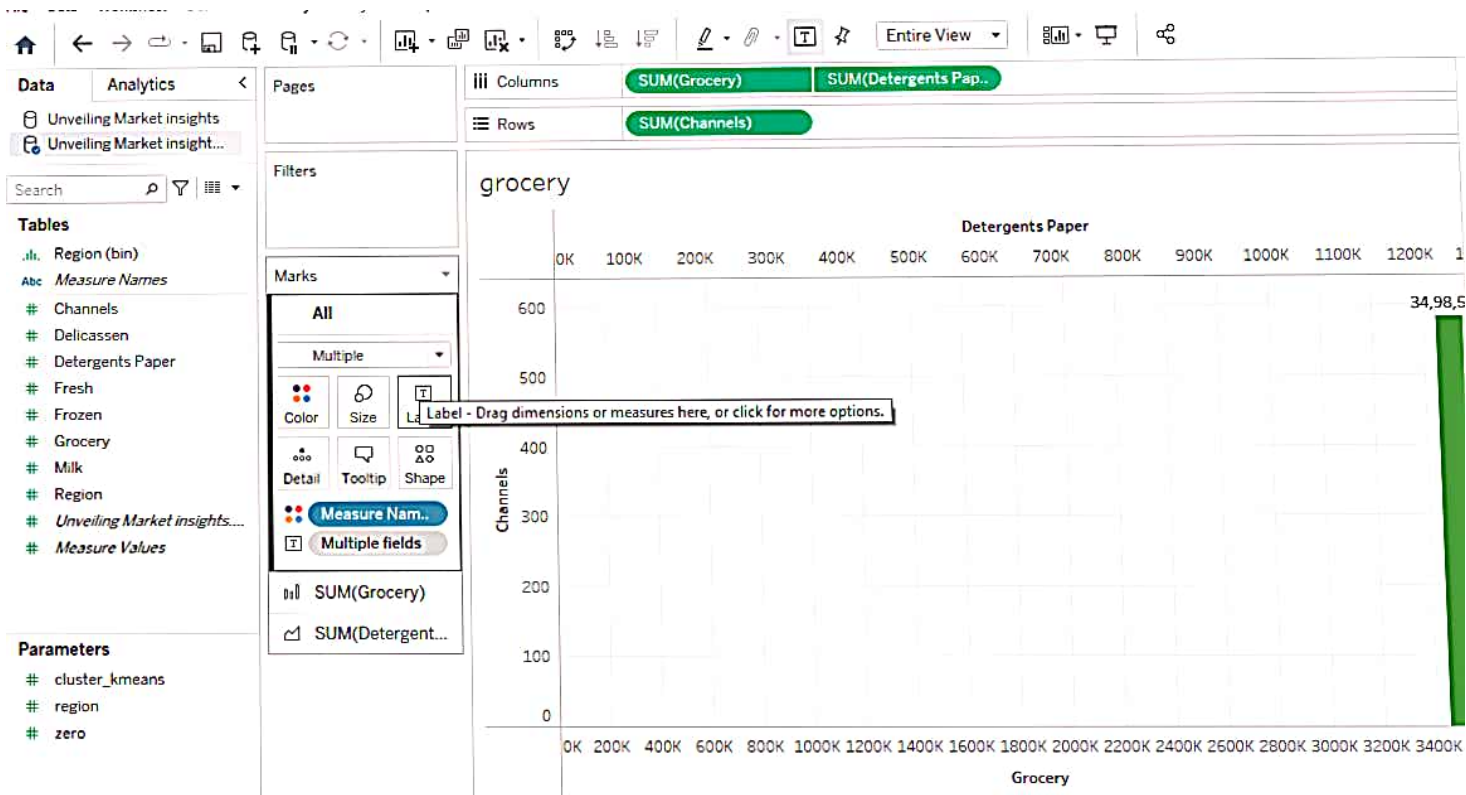 Entire View
Data Analytics
Unveiling Market insights
Unveiling Market insight...
Search
Tables
Region (bin)
Abc Measure Names
# Channels
# Delicassen
# Detergents Paper
# Fresh
# Frozen
# Grocery
# Milk
# Region
# Unveiling Market insights....
# Measure Values
Parameters
# cluster_kmeans
# region
# zero
Pages
Filters
Marks
All
Multiple
Color Size
Label - Drag dimensions or measures here, or click for more options.
Detail Tooltip Shape
Measure Nam..
Multiple fields
SUM(Grocery)
SUM(Detergent...
Columns SUM(Grocery) SUM(Detergents Pap..
Rows SUM(Channels)
grocery
Detergents Paper
0K 100K 200K 300K 400K 500K 600K 700K 800K 900K 1000K 1100K 1200K 1
34,98,5
600
500
400
300
200
100
0
Channels
0K 200K 400K 600K 800K 1000K 1200K 1400K 1600K 1800K 2000K 2200K 2400K 2600K 2800K 3000K 3200K 3400K
Grocery